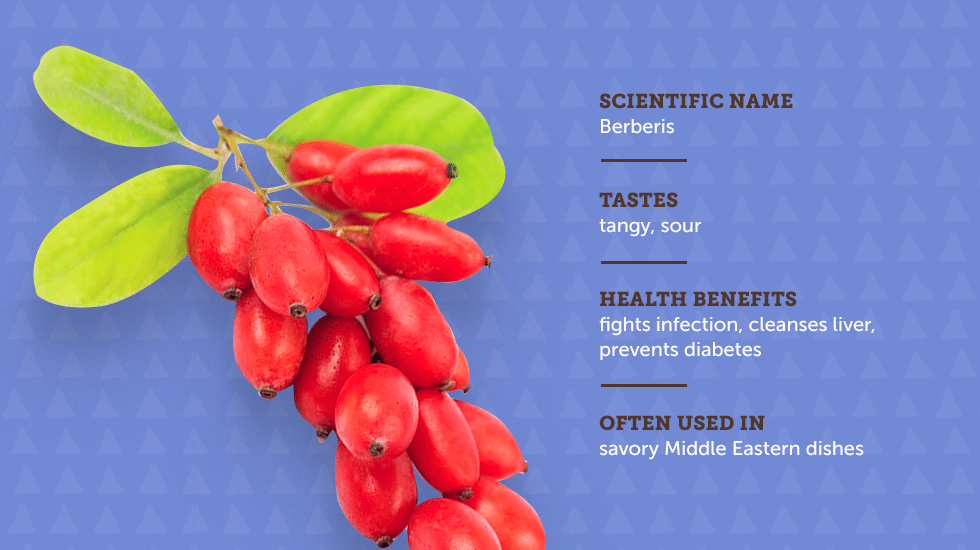 SCIENTIFIC NAME
Berberis
TASTES
tangy, sour
HEALTH BENEFITS
fights infection, cleanses liver,
prevents diabetes
OFTEN USED IN
savory Middle Eastern dishes